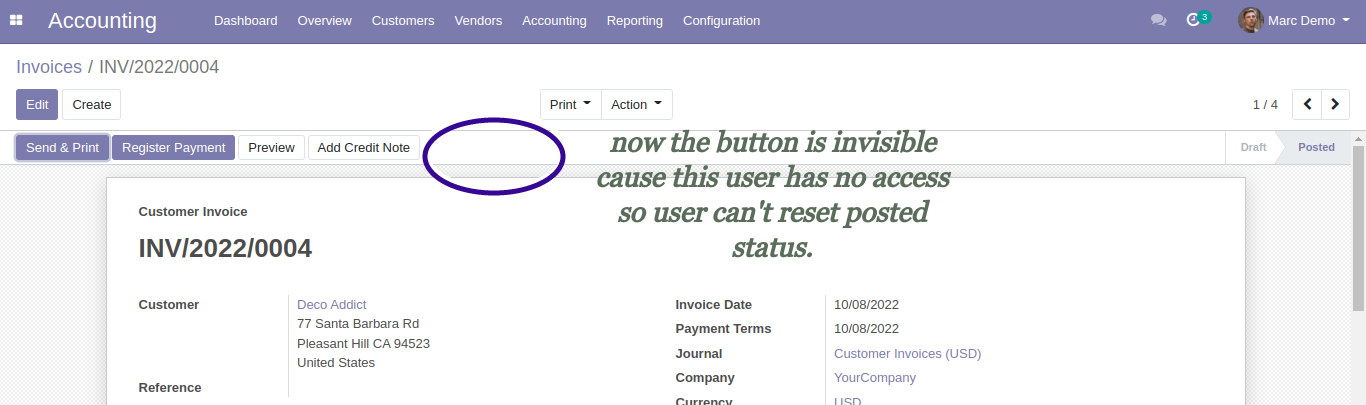 Accounting Dashboard Overview Customers Vendors Accounting Reporting Configuration 3 Marc Demo
Invoices / INV/2022/0004
Edit Create Print Action 1 / 4
Send & Print Register Payment Preview Add Credit Note Draft Posted
now the button is invisible
cause this user has no access
so user can't reset posted
status.
Customer Invoice
INV/2022/0004
Customer Deco Addict
77 Santa Barbara Rd
Pleasant Hill CA 94523
United States
Reference
Invoice Date 10/08/2022
Payment Terms 10/08/2022
Journal Customer Invoices (USD)
Company YourCompany
Currency USD